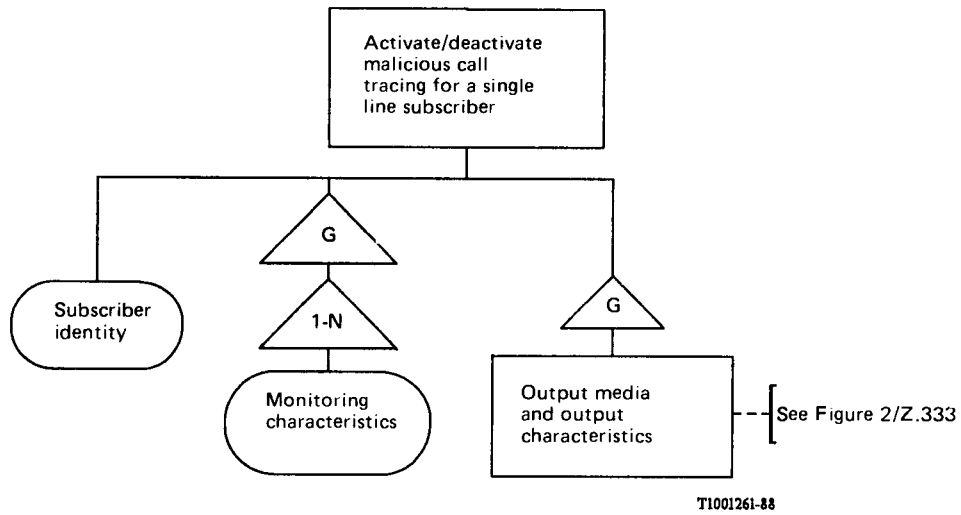 Activate/deactivate
malicious call
tracing for a single
line subscriber
G
Subscriber
identity
1-N
G
Monitoring
characteristics
Output media
and output
characteristics
See Figure 2/Z.333
T1001261-88